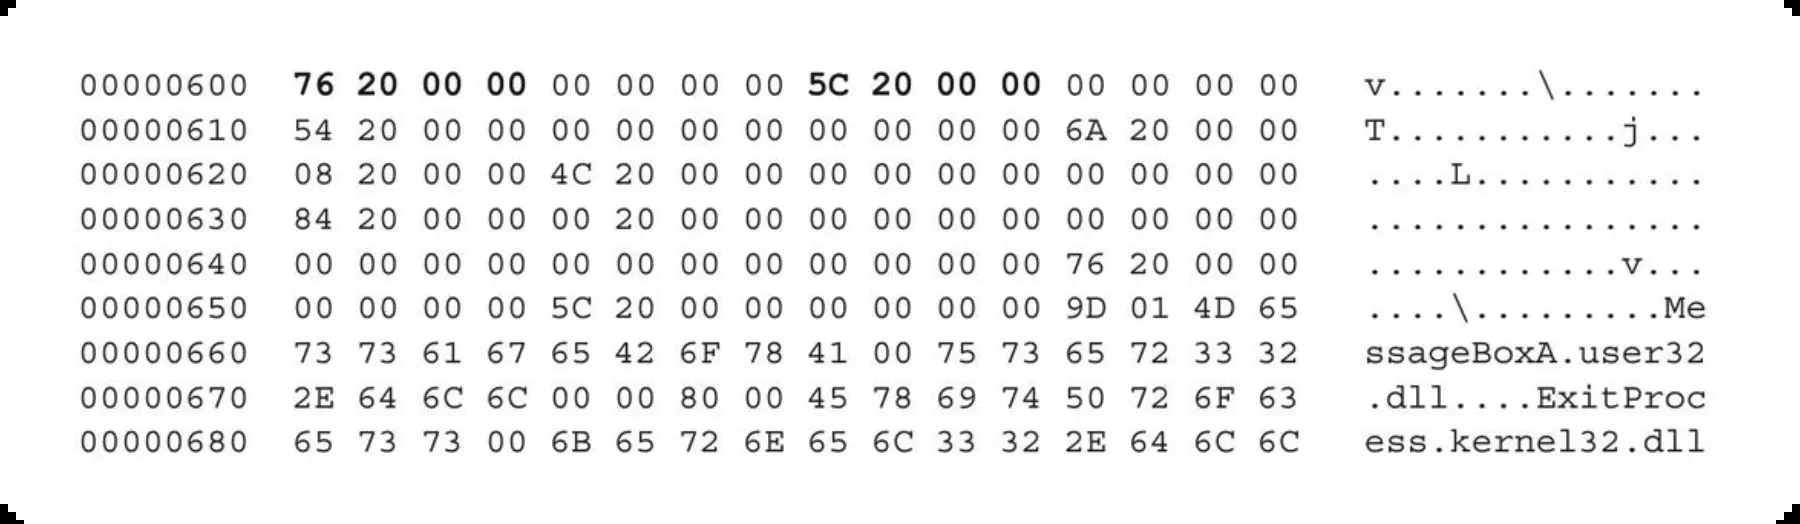 00000600 76 20 00 00 00 00 00 00 5C 20 00 00 00 00 00 00 v.......\.......
00000610 54 20 00 00 00 00 00 00 00 00 00 00 6A 20 00 00 T...........j...
00000620 08 20 00 00 4C 20 00 00 00 00 00 00 00 00 00 00 ....L...........
00000630 84 20 00 00 00 20 00 00 00 00 00 00 00 00 00 00 ................
00000640 00 00 00 00 00 00 00 00 00 00 00 00 76 20 00 00 ............v...
00000650 00 00 00 00 5C 20 00 00 00 00 00 00 9D 01 4D 65 ....\.........Me
00000660 73 73 61 67 65 42 6F 78 41 00 75 73 65 72 33 32 ssageBoxA.user32
00000670 2E 64 6C 6C 00 00 80 00 45 78 69 74 50 72 6F 63 .dll....ExitProc
00000680 65 73 73 00 6B 65 72 6E 65 6C 33 32 2E 64 6C 6C ess.kernel32.dll